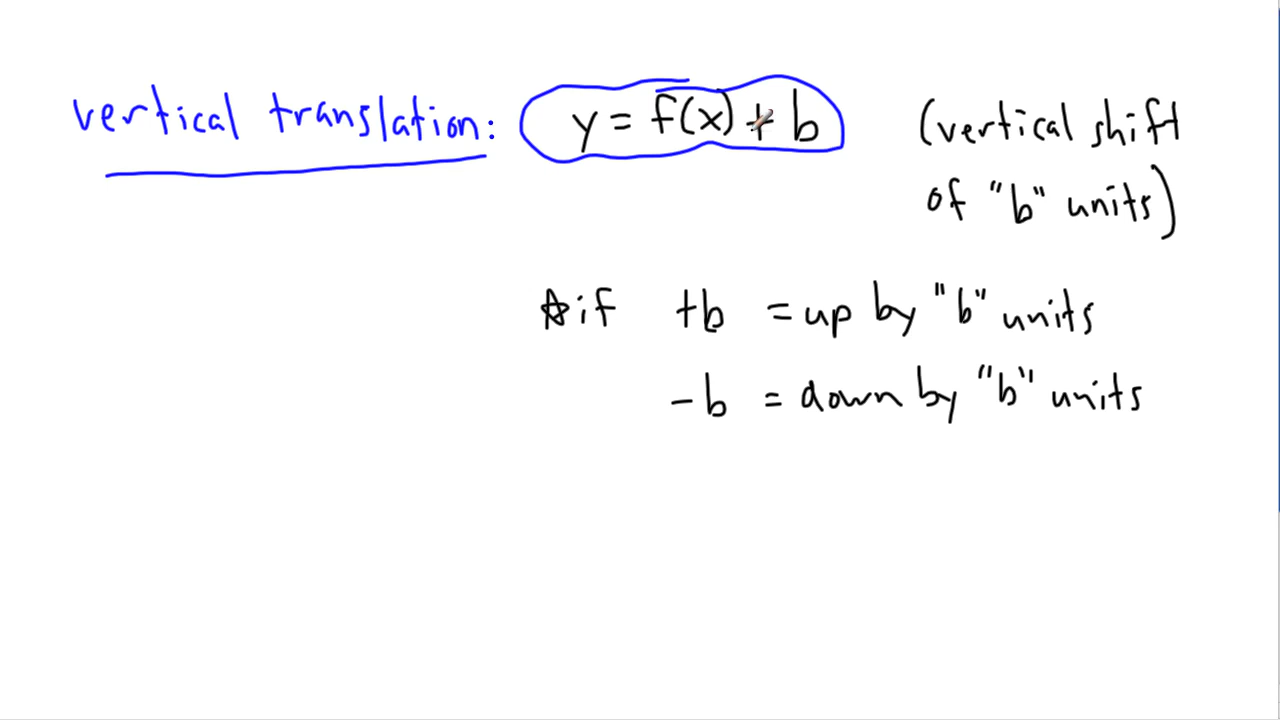 vertical translation: y = f(x) + b (vertical shift
of "b" units)
☆if +b = up by "b" units
-b = down by "b" units